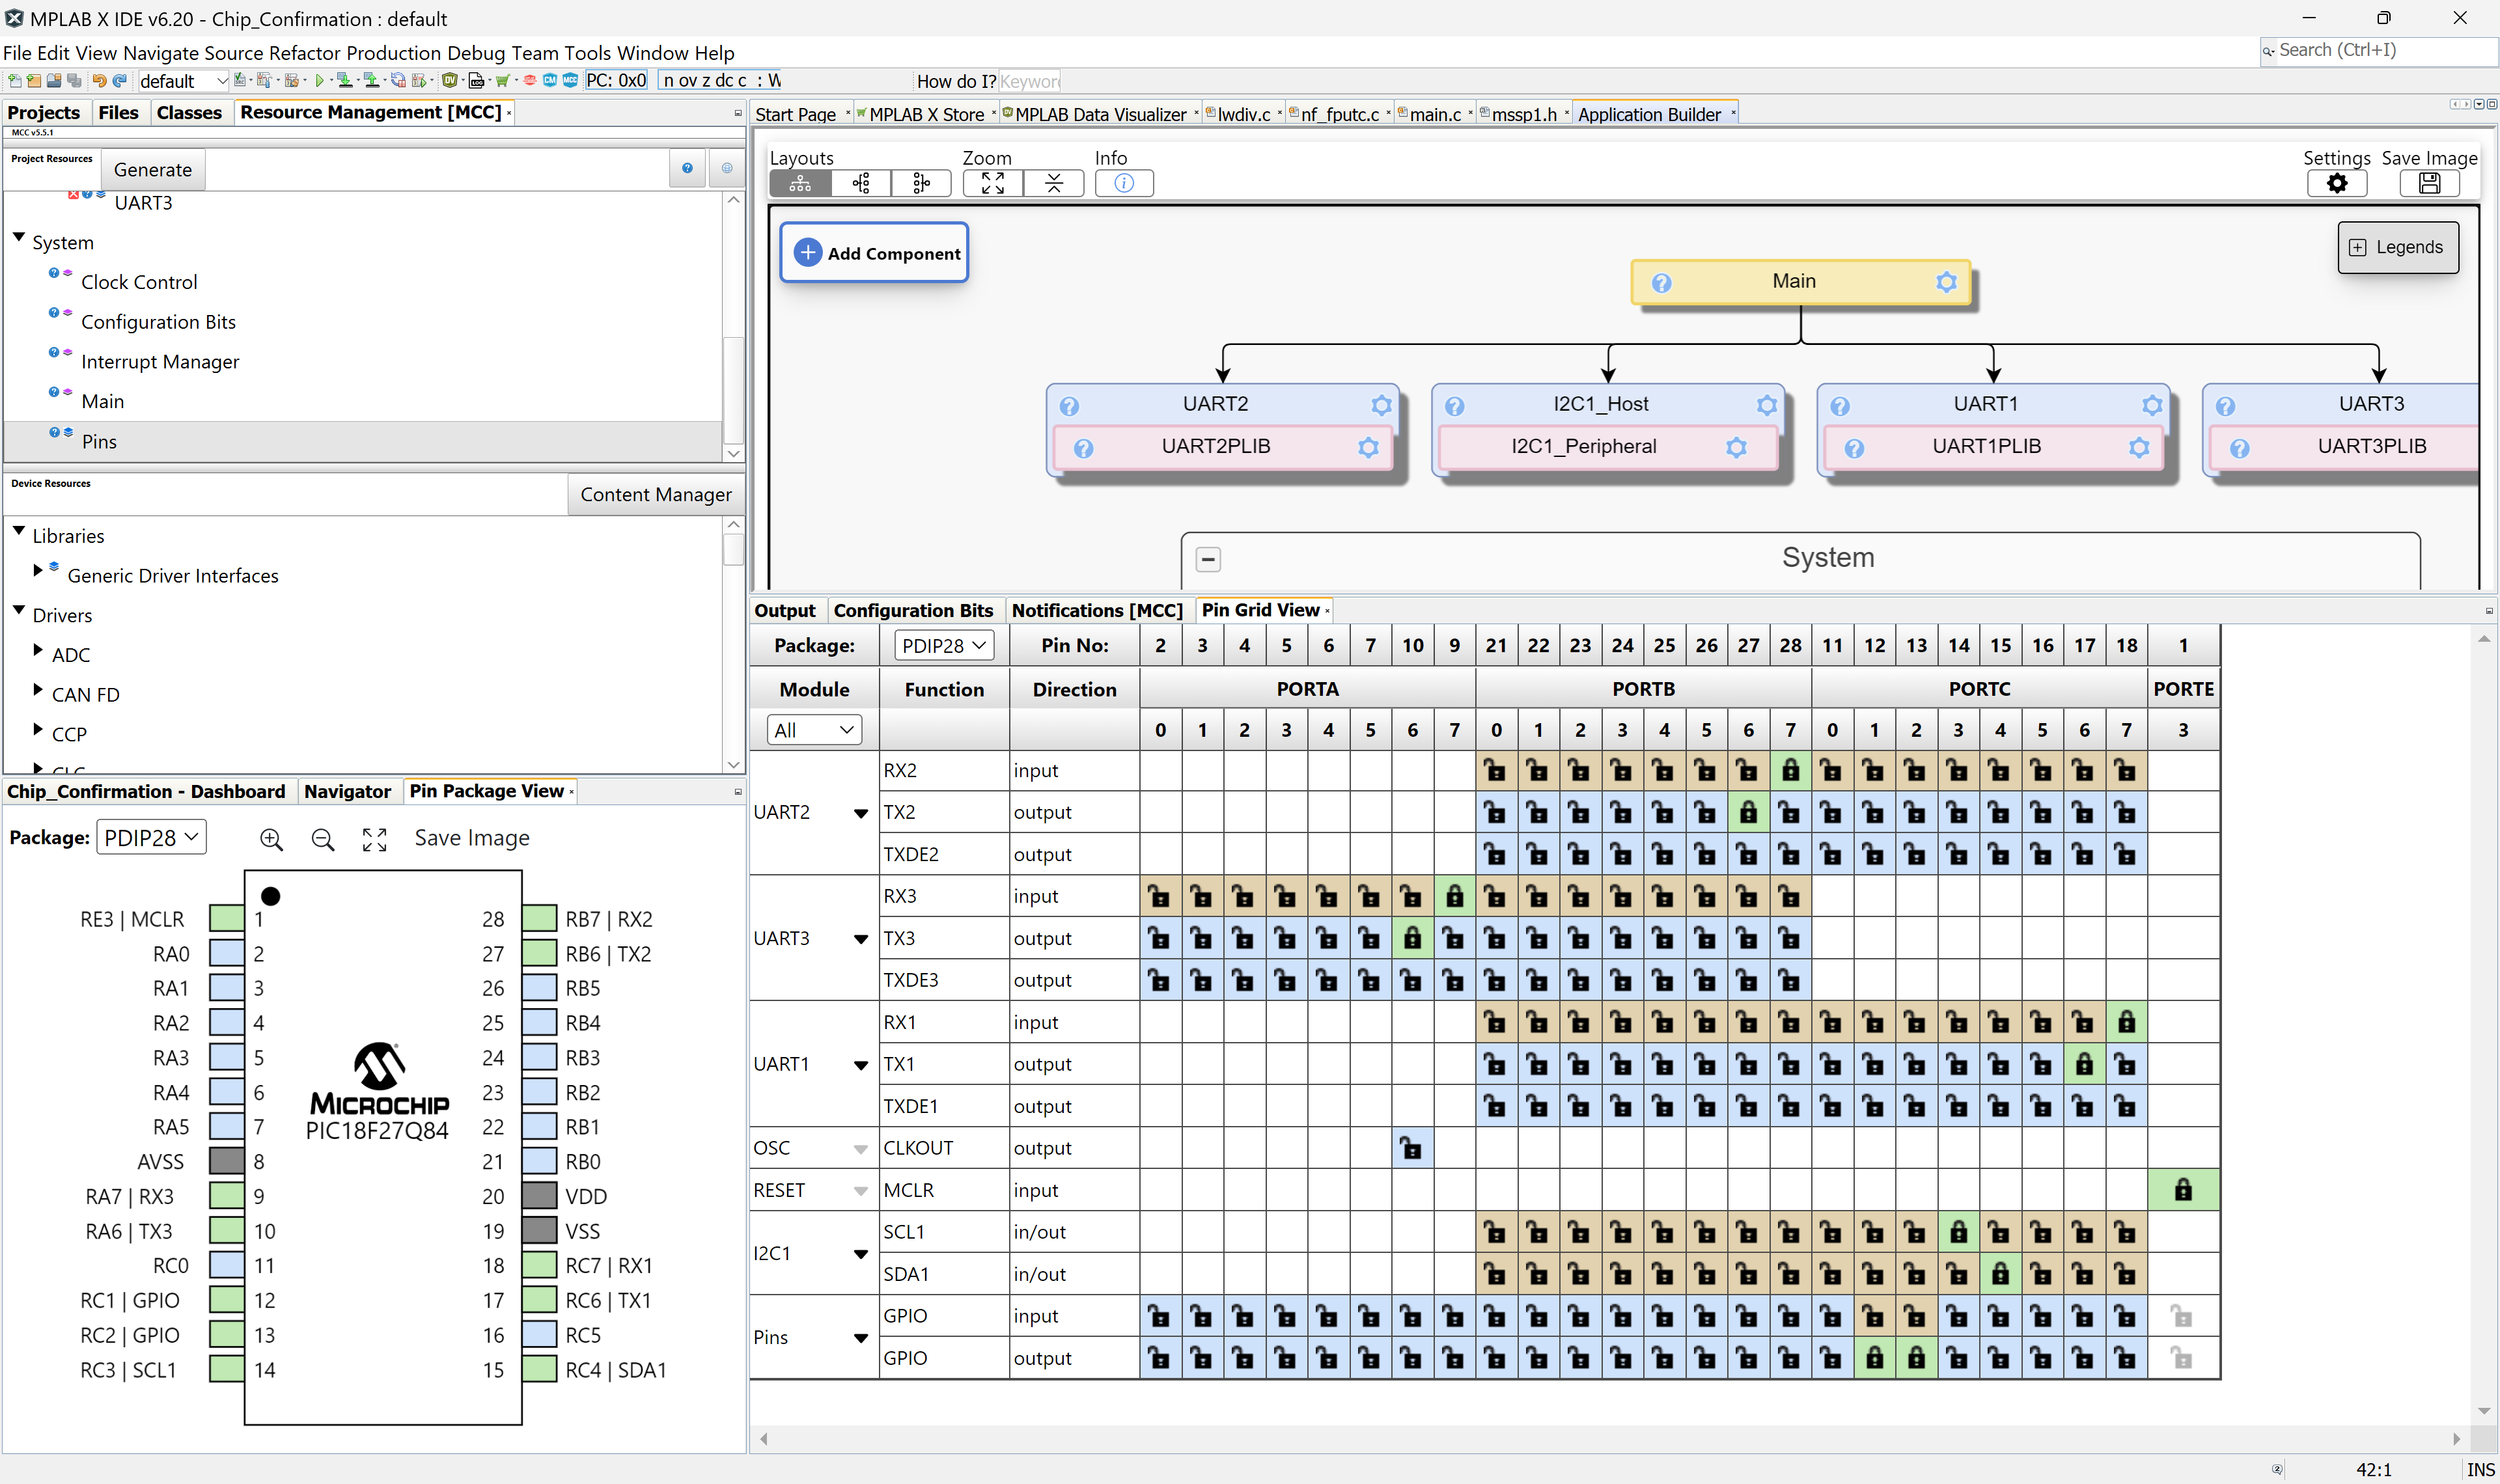 MPLAB X IDE v6.20 - Chip_Confirmation : default
File Edit View Navigate Source Refactor Production Debug Team Tools Window Help
Search (Ctrl+I)
default
PC: 0x0
n ov z dc c : W
How do I?
Keyword
Projects Files Classes Resource Management [MCC]
MCC v5.5.1
Project Resources Generate
UART3
System
Clock Control
Configuration Bits
Interrupt Manager
Main
Pins
Device Resources Content Manager
Libraries
Generic Driver Interfaces
Drivers
ADC
CAN FD
CCP
Chip_Confirmation - Dashboard Navigator Pin Package View
Package: PDIP28 Save Image
RE3 | MCLR 1 28 RB7 | RX2
RA0 2 27 RB6 | TX2
RA1 3 26 RB5
RA2 4 25 RB4
RA3 5 24 RB3
RA4 6 23 RB2
RA5 7 22 RB1
AVSS 8 21 RB0
RA7 | RX3 9 20 VDD
RA6 | TX3 10 19 VSS
RC0 11 18 RC7 | RX1
RC1 | GPIO 12 17 RC6 | TX1
RC2 | GPIO 13 16 RC5
RC3 | SCL1 14 15 RC4 | SDA1
MICROCHIP
PIC18F27Q84
Start Page MPLAB X Store MPLAB Data Visualizer lwdiv.c nf_fputc.c main.c mssp1.h Application Builder
Layouts Zoom Info Settings Save Image
Add Component
Legends
Main
UART2 I2C1_Host UART1 UART3
UART2PLIB I2C1_Peripheral UART1PLIB UART3PLIB
System
Output Configuration Bits Notifications [MCC] Pin Grid View
Package: PDIP28 Pin No: 2 3 4 5 6 7 10 9 21 22 23 24 25 26 27 28 11 12 13 14 15 16 17 18 1
Module Function Direction PORTA PORTB PORTC PORTE
All 0 1 2 3 4 5 6 7 0 1 2 3 4 5 6 7 0 1 2 3 4 5 6 7 3
UART2
RX2 input
TX2 output
TXDE2 output
UART3
RX3 input
TX3 output
TXDE3 output
UART1
RX1 input
TX1 output
TXDE1 output
OSC CLKOUT output
RESET MCLR input
I2C1
SCL1 in/out
SDA1 in/out
Pins
GPIO input
GPIO output
42:1 INS